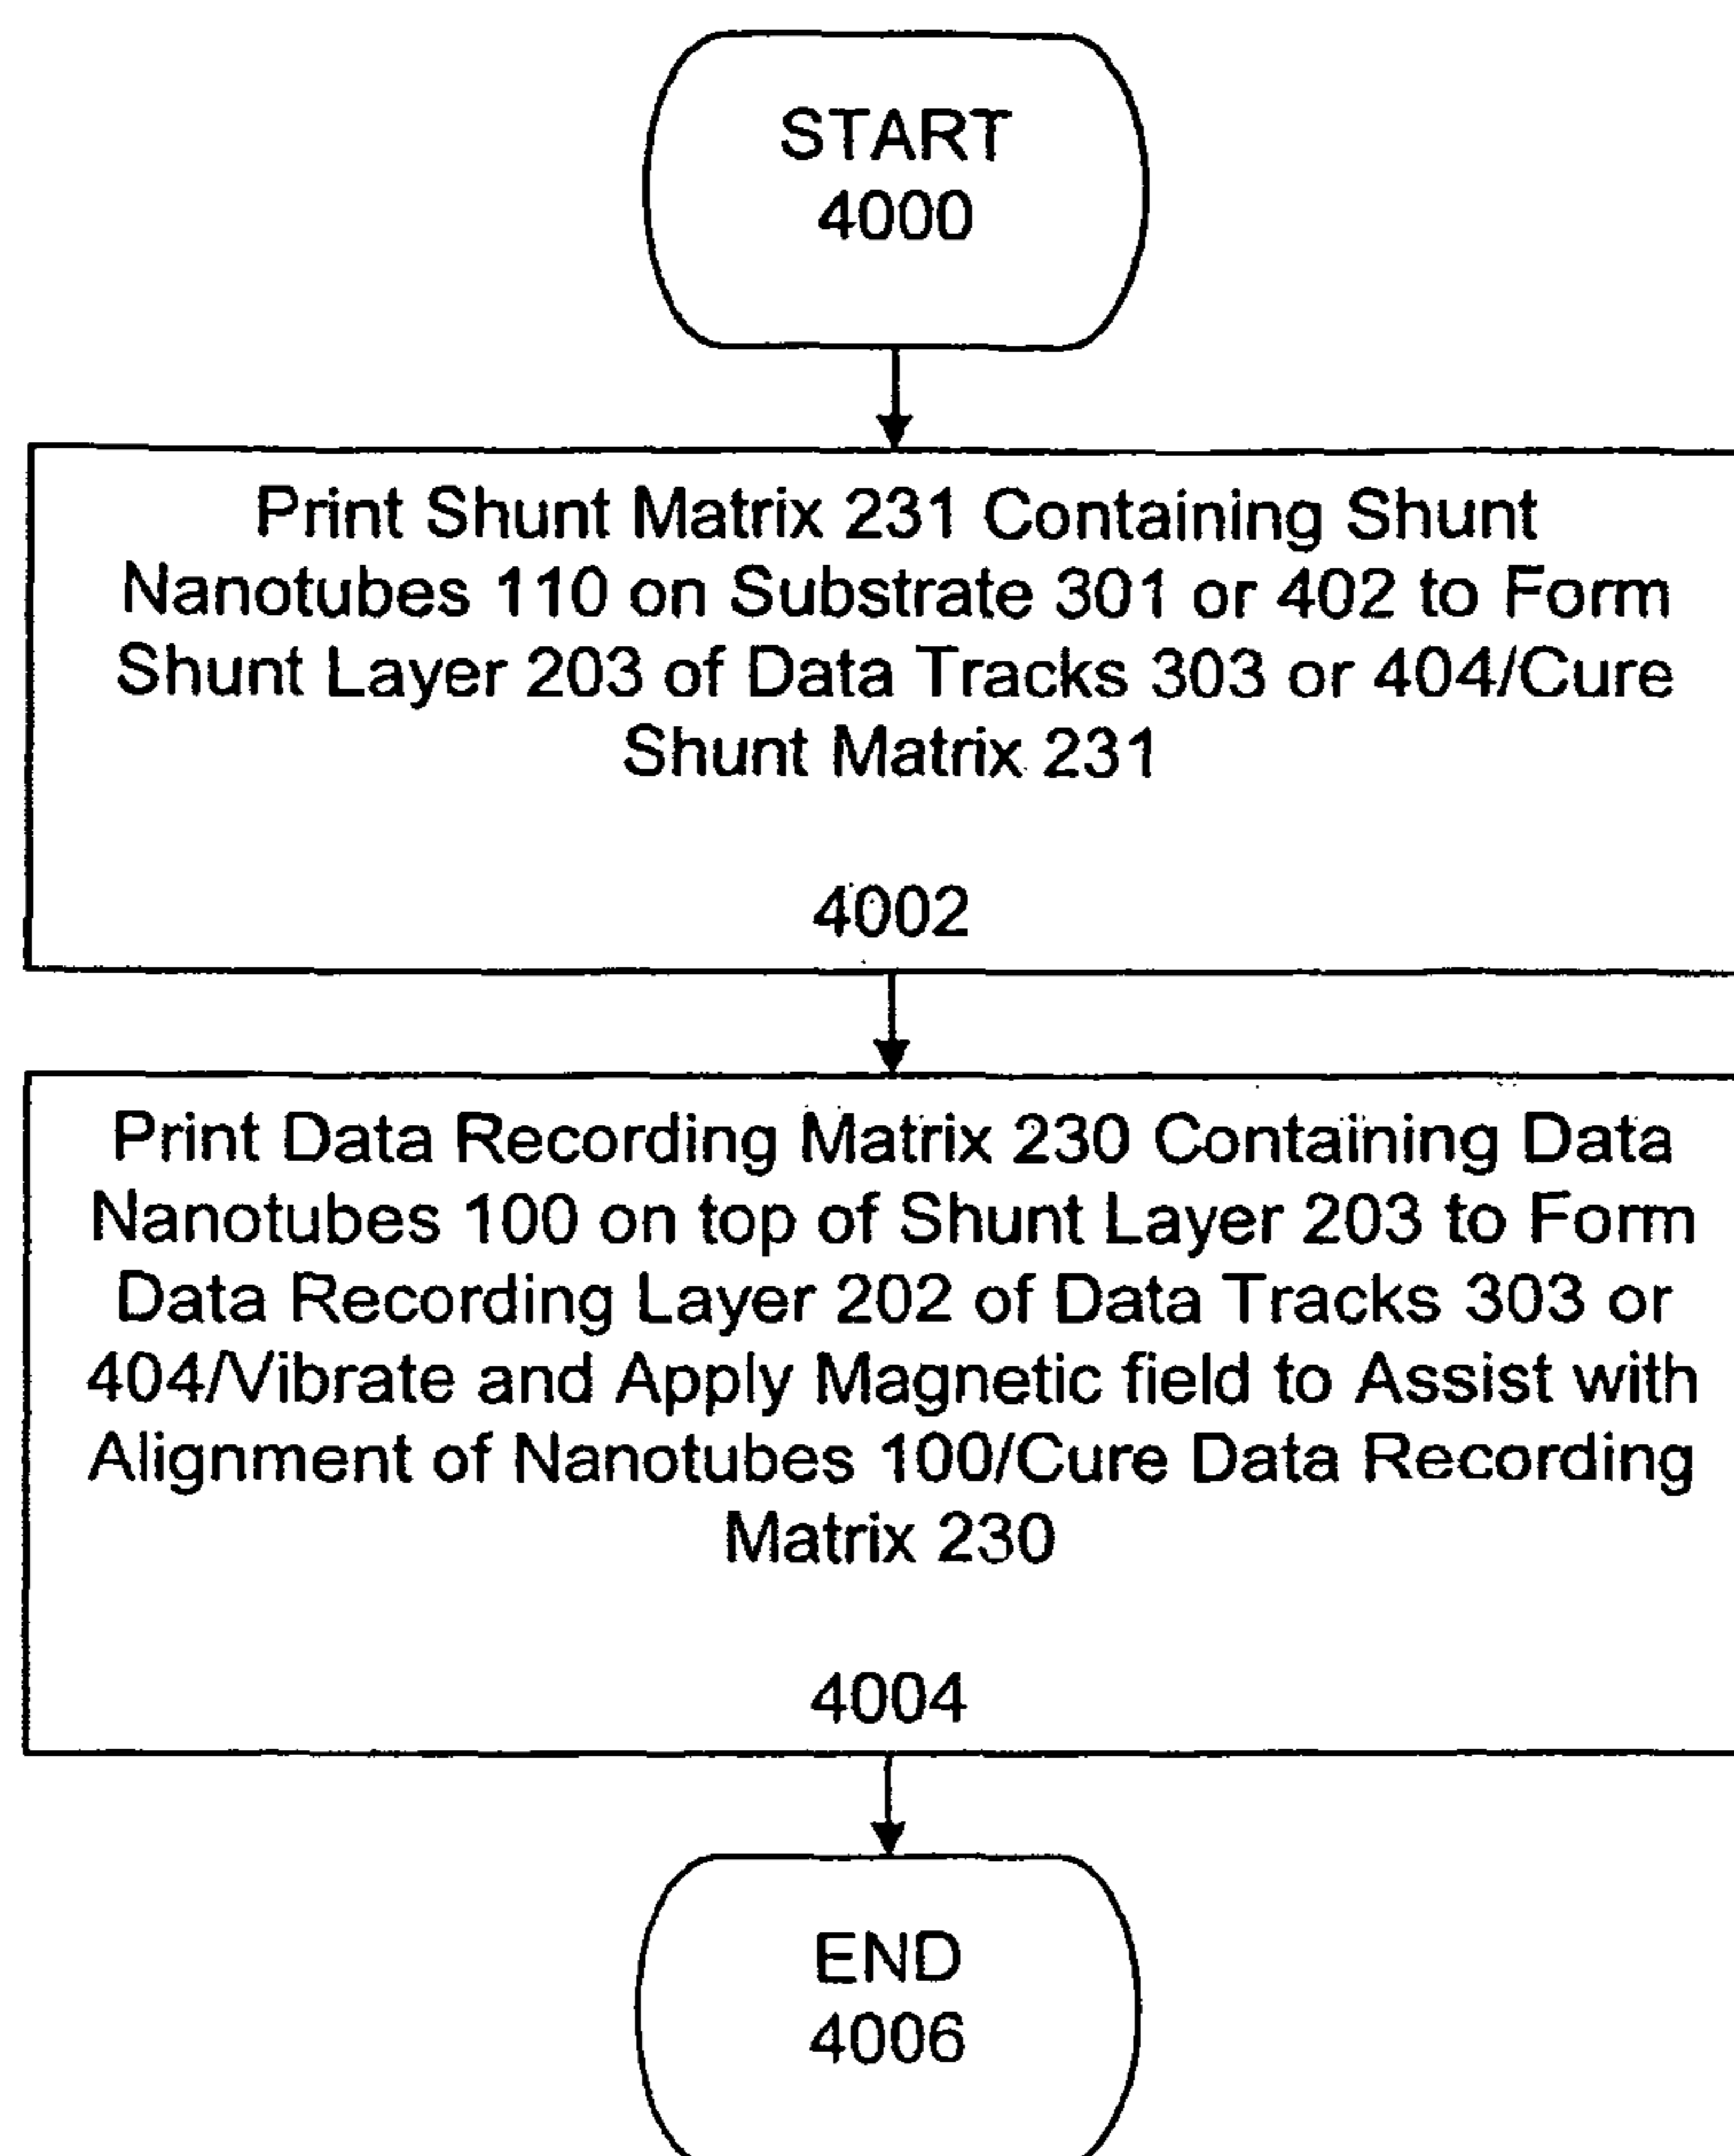 START
4000
Print Shunt Matrix 231 Containing Shunt
Nanotubes 110 on Substrate 301 or 402 to Form
Shunt Layer 203 of Data Tracks 303 or 404/Cure
Shunt Matrix 231
4002
Print Data Recording Matrix 230 Containing Data
Nanotubes 100 on top of Shunt Layer 203 to Form
Data Recording Layer 202 of Data Tracks 303 or
404/Vibrate and Apply Magnetic field to Assist with
Alignment of Nanotubes 100/Cure Data Recording
Matrix 230
4004
END
4006